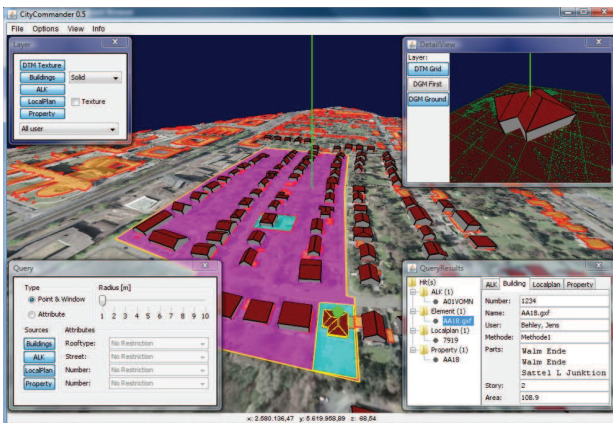 CityCommander 0.5
File Options View Info
Layer
DTM Texture
Buildings Solid
ALK
LocalPlan Texture
Property
All user
DetailView
Layer:
DTM Grid
DGM First
DGM Ground
Query
Type Radius [m]
Point & Window
Attribute 1 2 3 4 5 6 7 8 9 10
Sources Attributes
Buildings Rooftype: No Restriction
ALK Street: No Restriction
LocalPlan Number: No Restriction
Property Number: No Restriction
QueryResults
Hit(s)
ALK (1)
A01VOMN
Element (1)
AA18.gxf
Localplan (1)
7919
Property (1)
AA18
ALK Building Localplan Property
Number: 1234
Name: AA18.gxf
User: Behley, Jens
Methode: Methode1
Parts: Walm Ende
Walm Ende
Sattel L Junktion
Story: 2
Area: 108.9
x: 2.580.136,47 y: 5.619.958,89 z: 68,54